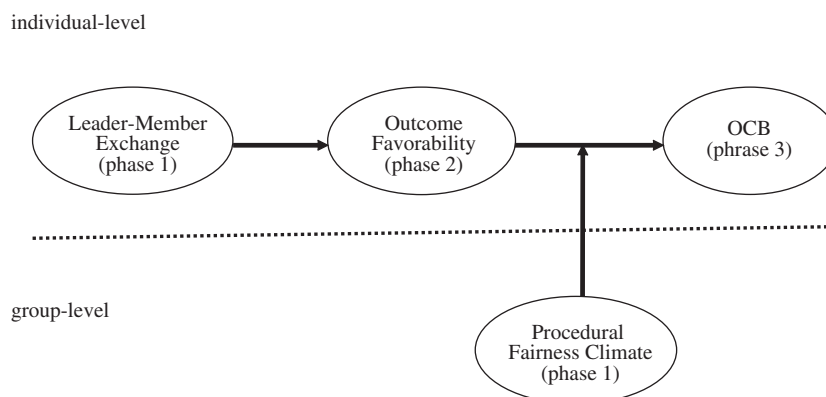 individual-level
Leader-Member
Exchange
(phase 1)
Outcome
Favorability
(phase 2)
OCB
(phrase 3)
group-level
Procedural
Fairness Climate
(phase 1)